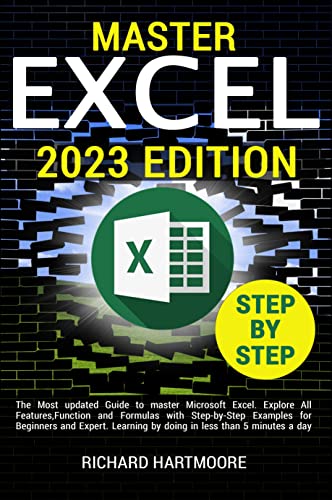 MASTER
EXCEL
2023 EDITION
X
STEP
BY
STEP
The Most updated Guide to master Microsoft Excel. Explore All
Features,Function and Formulas with Step-by-Step Examples for
Beginners and Expert. Learning by doing in less than 5 minutes a day
RICHARD HARTMOORE